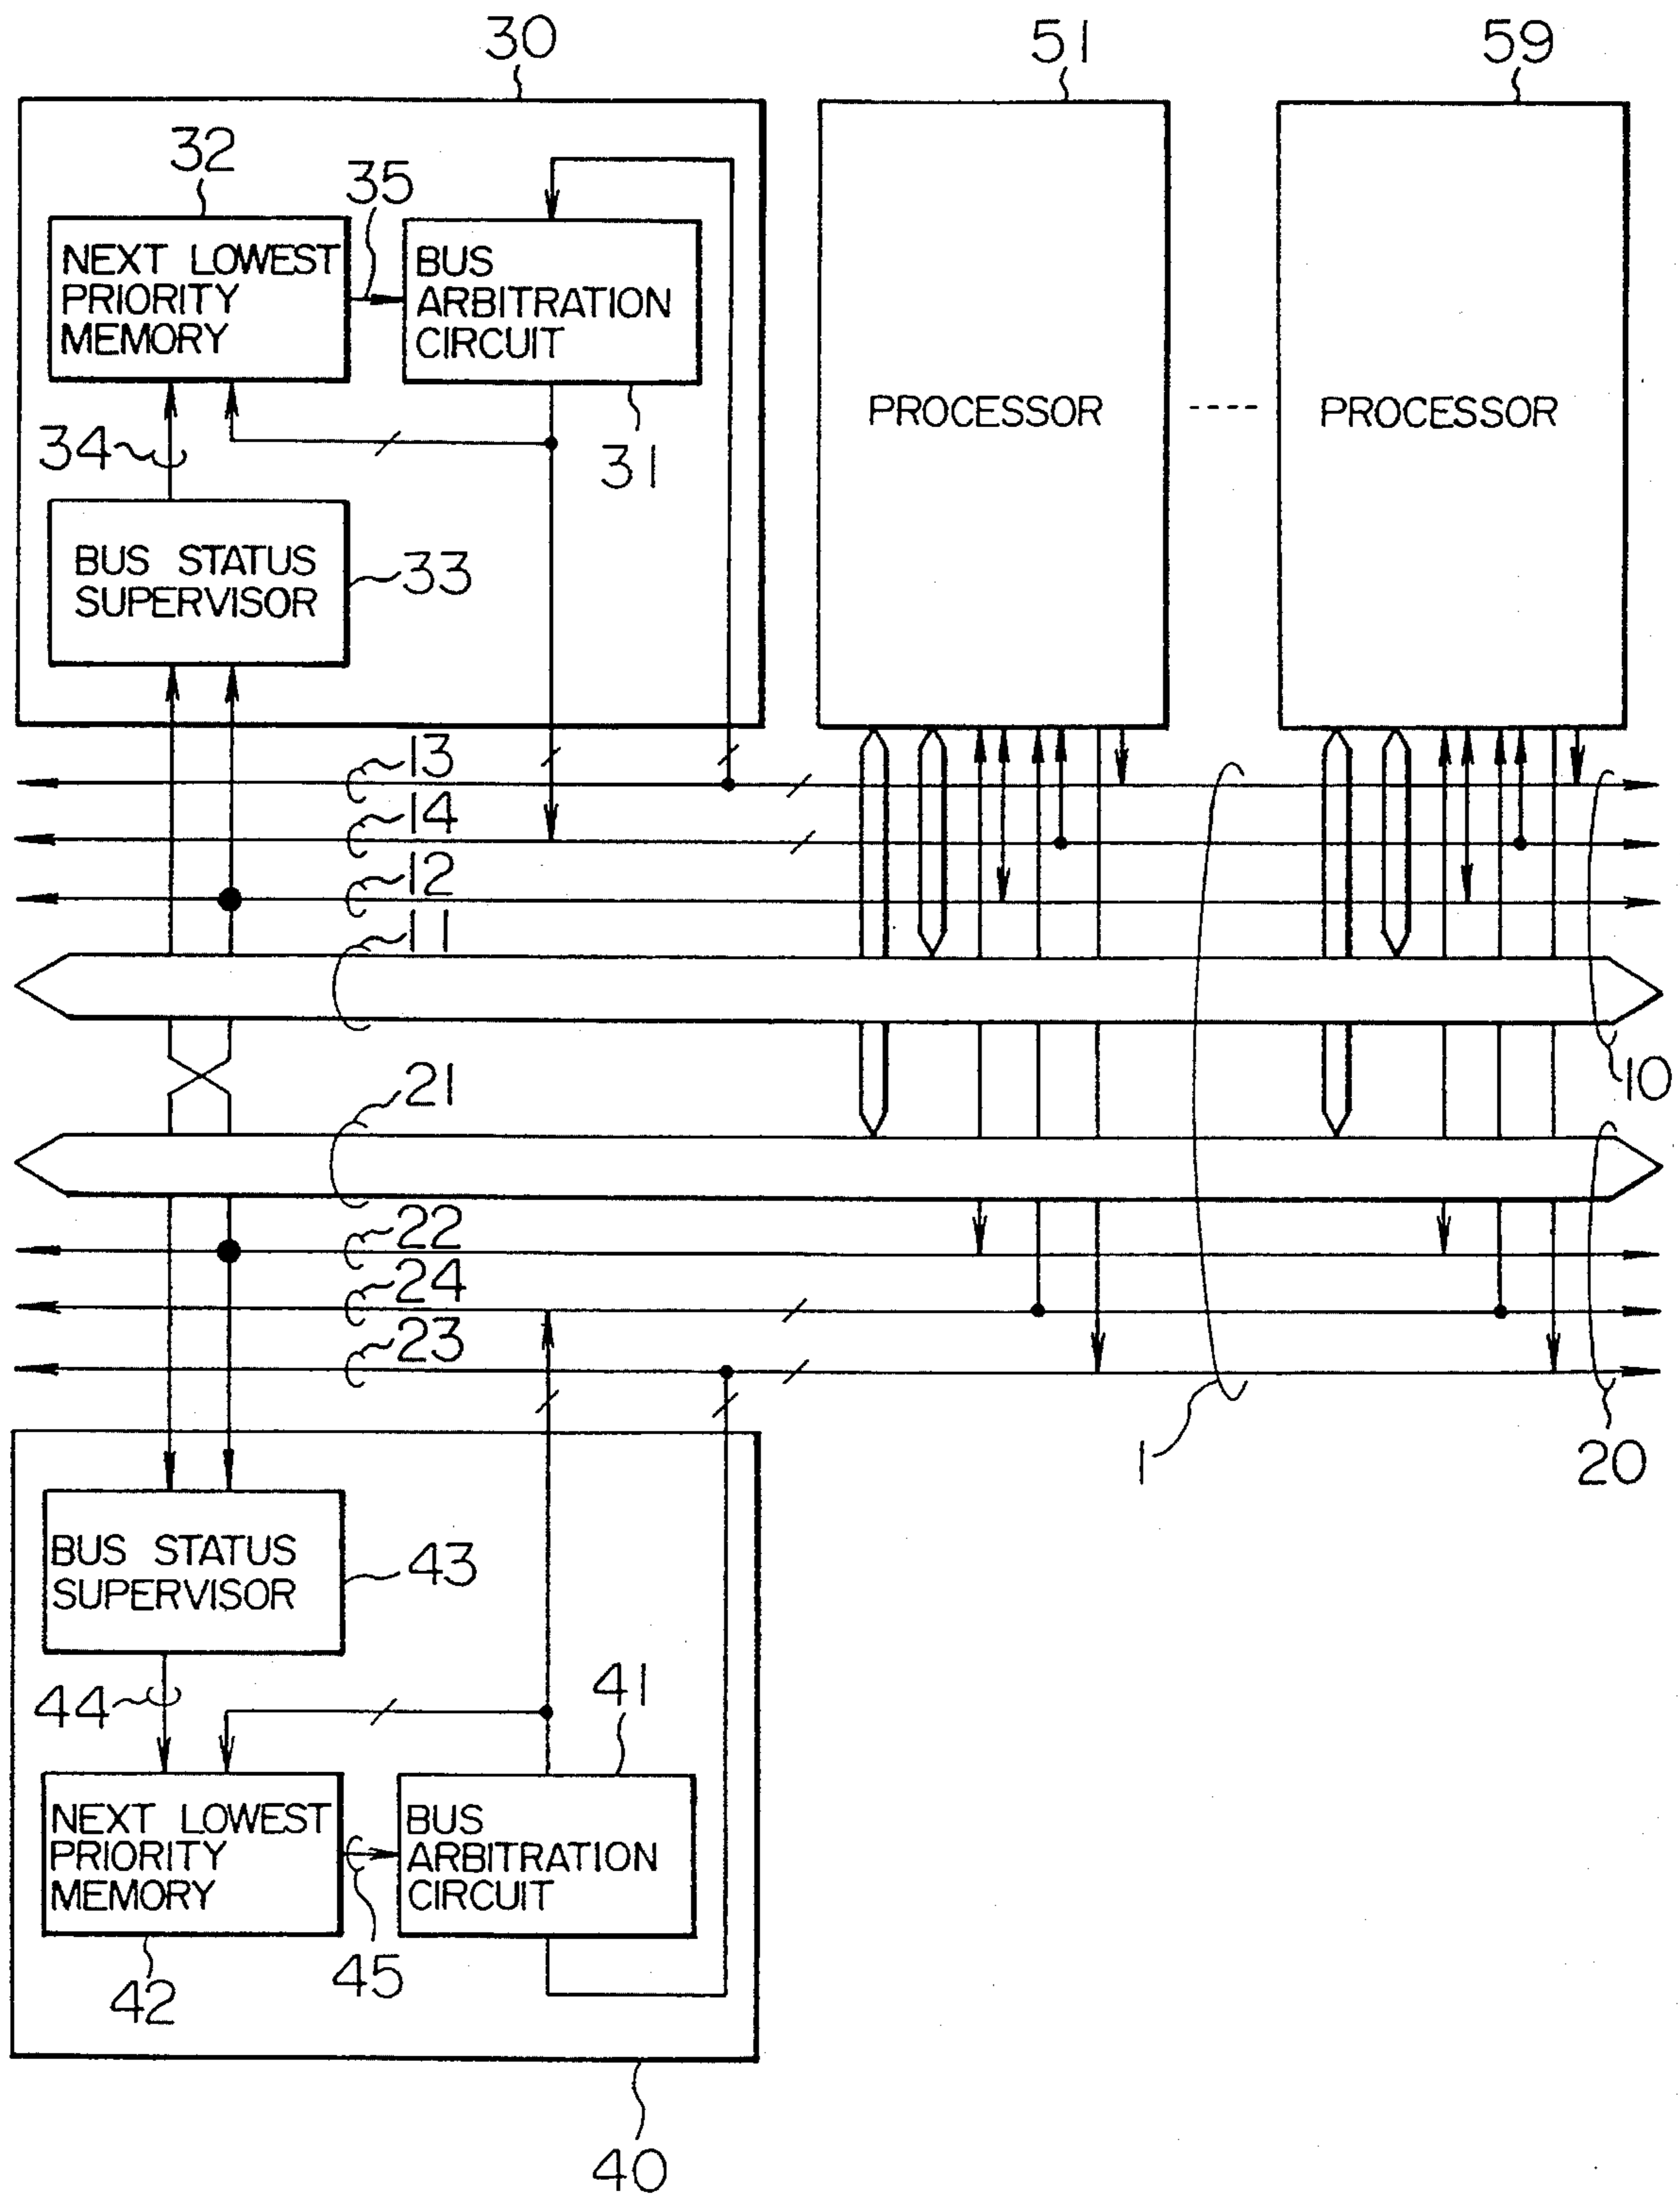 30
51
59
32
35
NEXT LOWEST
PRIORITY
MEMORY
BUS
ARBITRATION
CIRCUIT
PROCESSOR
PROCESSOR
34
31
BUS STATUS
SUPERVISOR
33
13
14
12
11
10
21
22
24
23
1
20
BUS STATUS
SUPERVISOR
43
44
41
NEXT LOWEST
PRIORITY
MEMORY
BUS
ARBITRATION
CIRCUIT
42
45
40